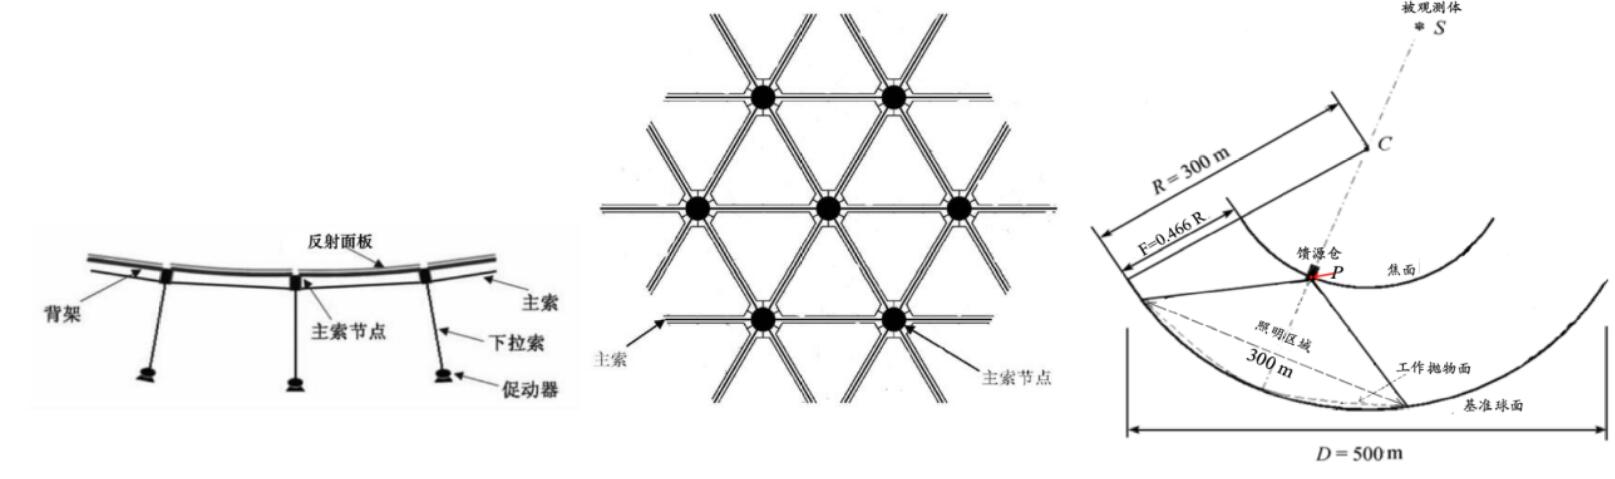 反射面板
背架
主索
主索节点
下拉索
促动器
主索
主索节点
被观测体
S
C
R = 300 m
F=0.466 R
馈源仓
P
焦面
照明区域
300 m
工作抛物面
基准球面
D = 500 m